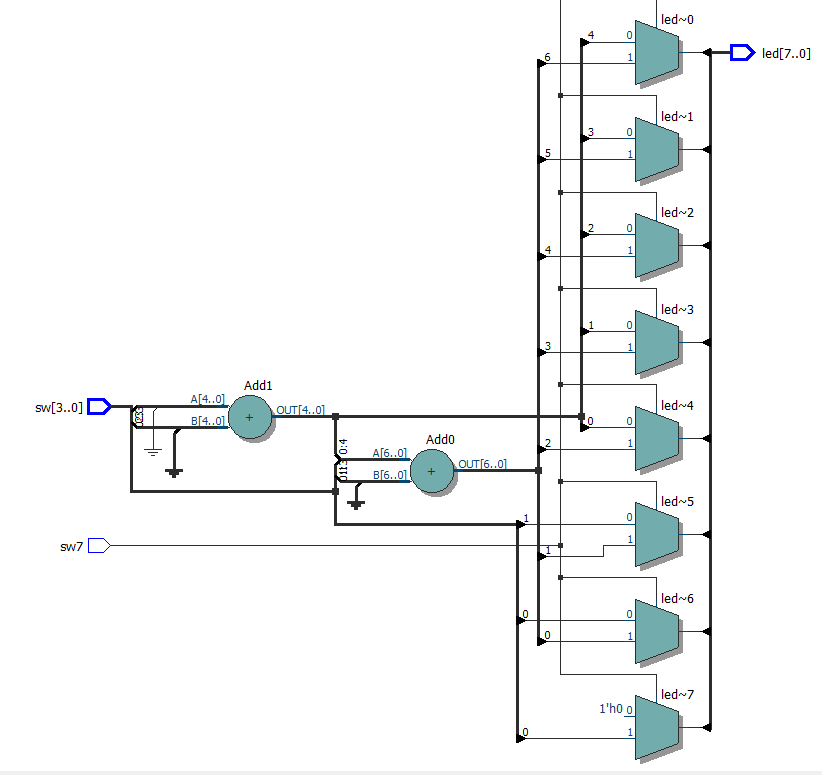 led~0
4
0
6
1
led[7..0]
led~1
3
0
5
1
led~2
2
0
4
1
led~3
1
0
3
1
Add1
A[4..0]
sw[3..0]
B[4..0]
OUT[4..0]
led~4
0
0
2
1
Add0
A[6..0]
B[6..0]
OUT[6..0]
led~5
1
0
1
1
sw7
led~6
0
0
0
1
led~7
1'h0
0
0
1